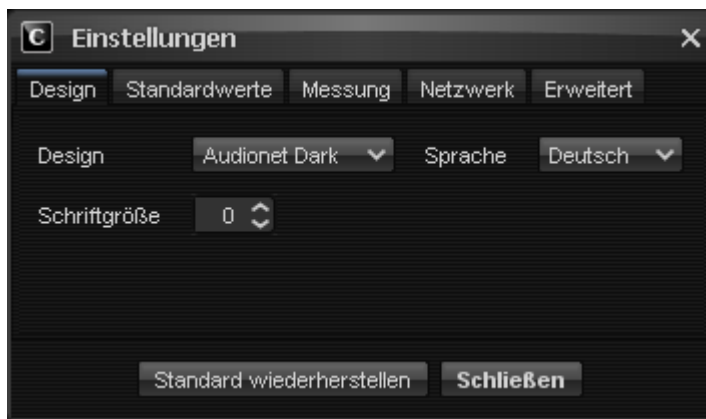 C Einstellungen
Design Standardwerte Messung Netzwerk Erweitert
Design Audionet Dark Sprache Deutsch
Schriftgröße 0
Standard wiederherstellen Schließen